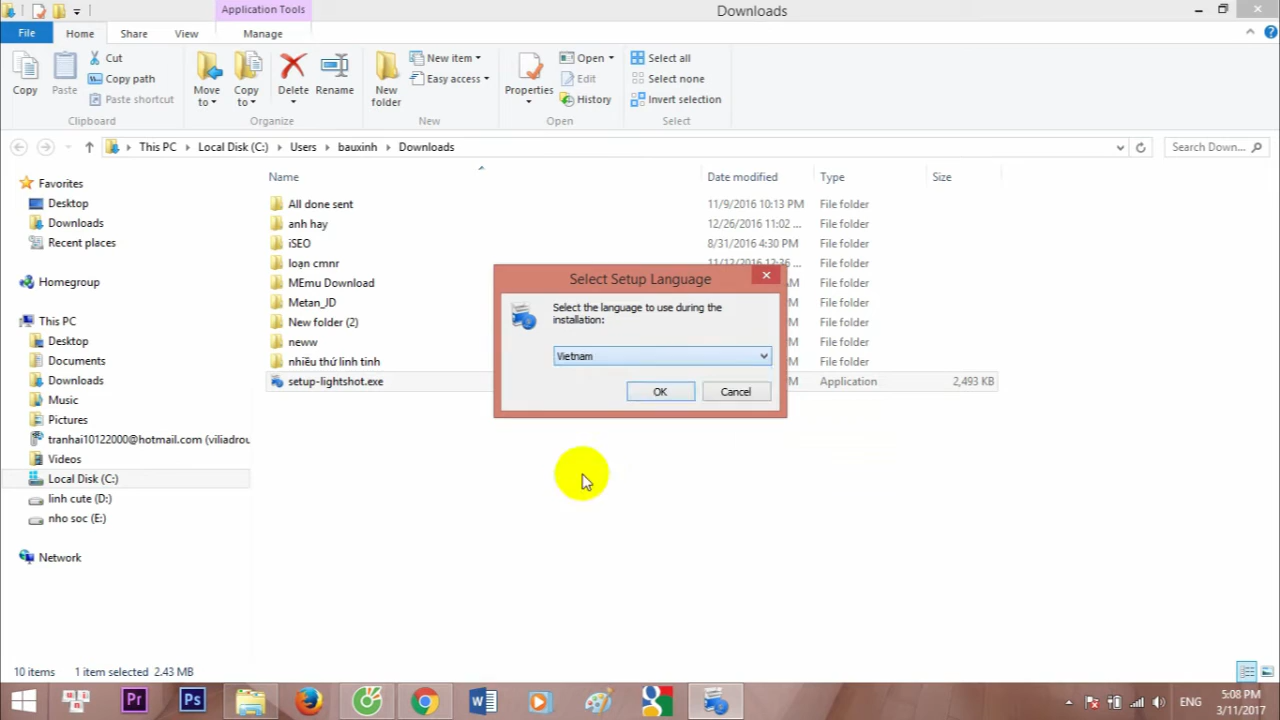 Application Tools
Downloads
File
Home
Share
View
Manage
Copy
Paste
Cut
Copy path
Paste shortcut
Clipboard
Move to
Copy to
Delete
Rename
Organize
New folder
New item
Easy access
New
Properties
Open
Edit
History
Open
Select all
Select none
Invert selection
Select
This PC
Local Disk (C:)
Users
bauxinh
Downloads
Search Down...
Favorites
Desktop
Downloads
Recent places
Homegroup
This PC
Desktop
Documents
Downloads
Music
Pictures
tranhai10122000@hotmail.com (viliadrou
Videos
Local Disk (C:)
linh cute (D:)
nho soc (E:)
Network
Name
Date modified
Type
Size
All done sent
11/9/2016 10:13 PM
File folder
anh hay
12/26/2016 11:02 ...
File folder
iSEO
8/31/2016 4:30 PM
File folder
loạn cmnr
11/12/2016 12:36 ...
File folder
MEmu Download
AM
File folder
Metan_JD
M
File folder
New folder (2)
M
File folder
neww
M
File folder
nhiều thứ linh tinh
M
File folder
setup-lightshot.exe
M
Application
2,493 KB
Select Setup Language
Select the language to use during the
installation:
Vietnam
OK
Cancel
10 items
1 item selected 2.43 MB
Pr
Ps
ENG
5:08 PM
3/11/2017